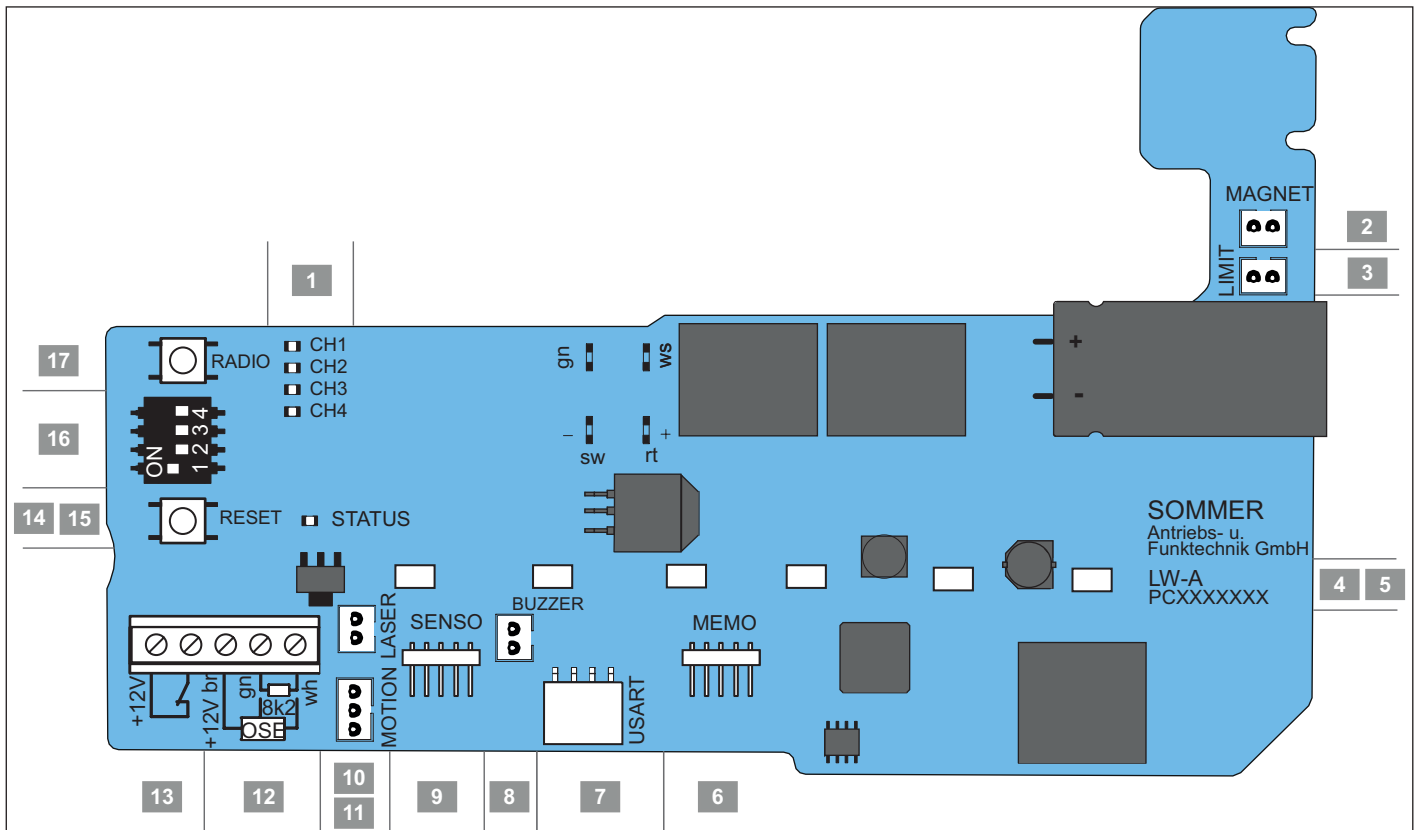 MAGNET
2
LIMIT
3
1
17
RADIO
CH1
CH2
CH3
CH4
gn
ws
+
-
16
ON
1 2 3 4
– sw
rt +
14 15
RESET
STATUS
SOMMER
Antriebs- u.
Funktechnik GmbH
LW-A
PCXXXXXXX
4 5
LASER
SENSO
BUZZER
MEMO
+12V
+12V br
gn
8k2
wh
OSE
MOTION
USART
13
12
10
11
9
8
7
6